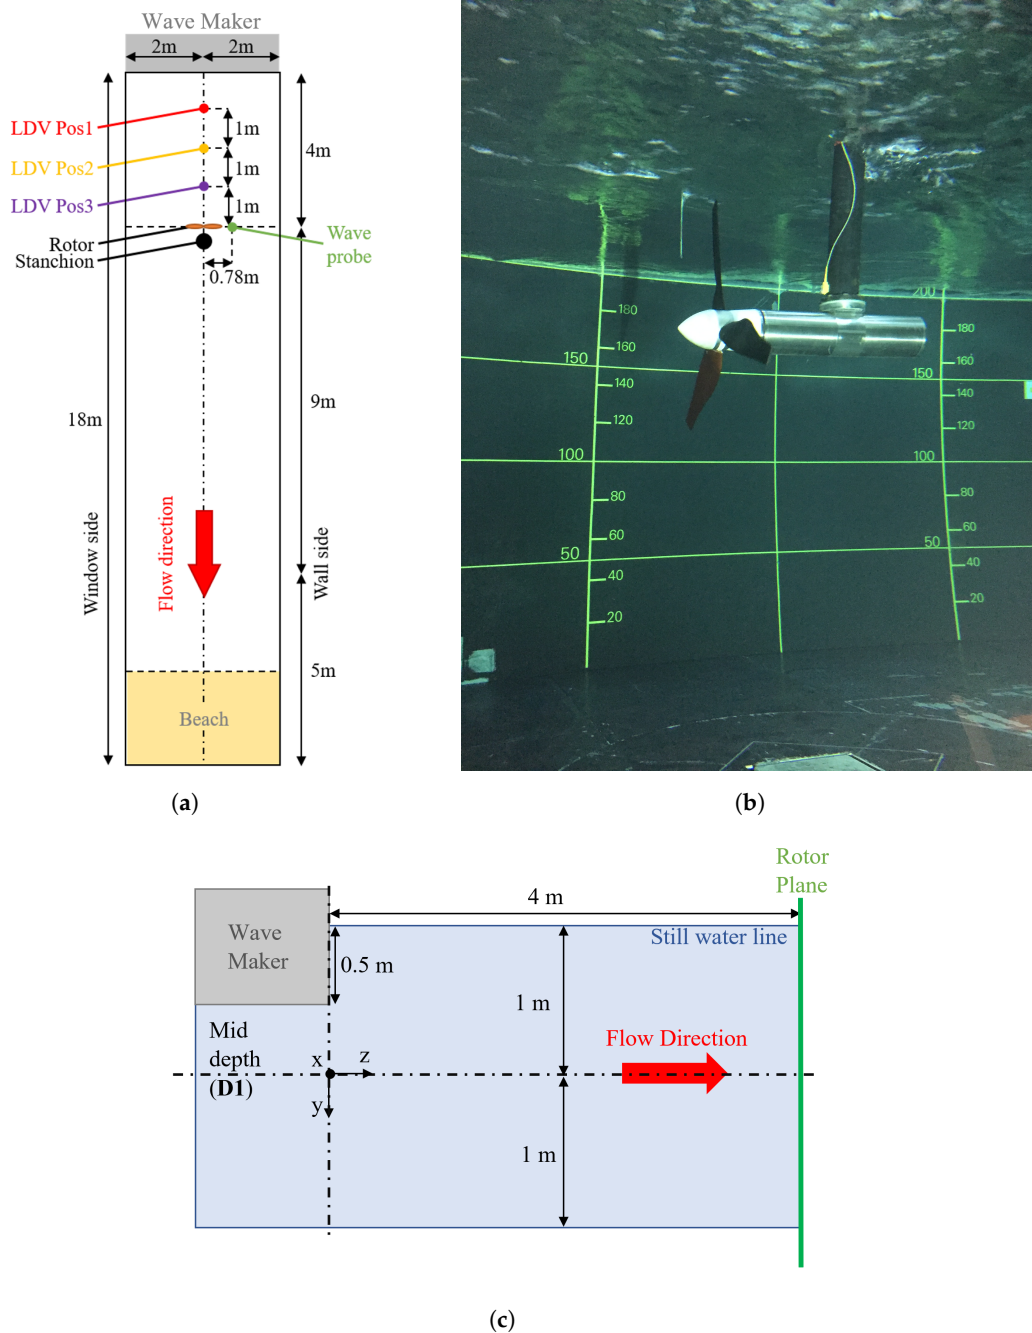 Wave Maker
2m 2m
LDV Pos1
1m
4m
LDV Pos2
1m
LDV Pos3
1m
Rotor
Stanchion
Wave
probe
0.78m
18m
9m
Window side
Flow direction
Wall side
5m
Beach
(a)
200
180
180
160
160
150
150
140
140
120
120
100
100
80
80
60
60
50
50
40
40
20
20
(b)
Rotor
Plane
4 m
Wave
Maker
Still water line
0.5 m
1 m
Mid
depth
(D1)
Flow Direction
x
z
y
1 m
(c)